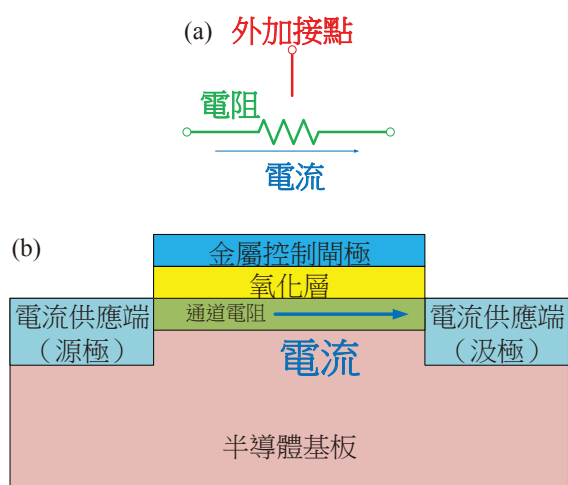 (a) 外加接點
電阻
電流
(b)
金屬控制閘極
氧化層
電流供應端
（源極）
通道電阻
電流
電流供應端
（汲極）
半導體基板